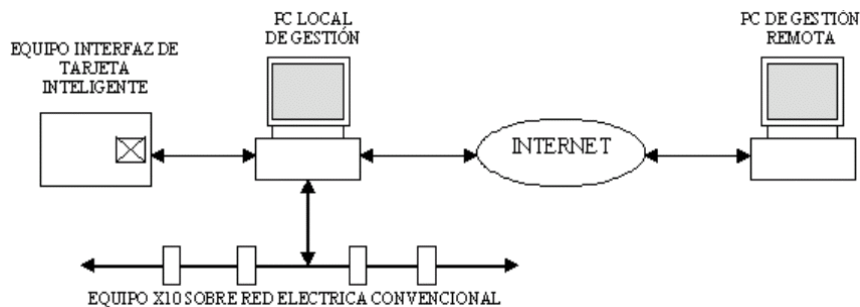 EQUIPO INTERFAZ DE
TARJETA
INTELIGENTE
PC LOCAL
DE GESTIÓN
INTERNET
PC DE GESTIÓN
REMOTA
EQUIPO X10 SOBRE RED ELECTRICA CONVENCIONAL